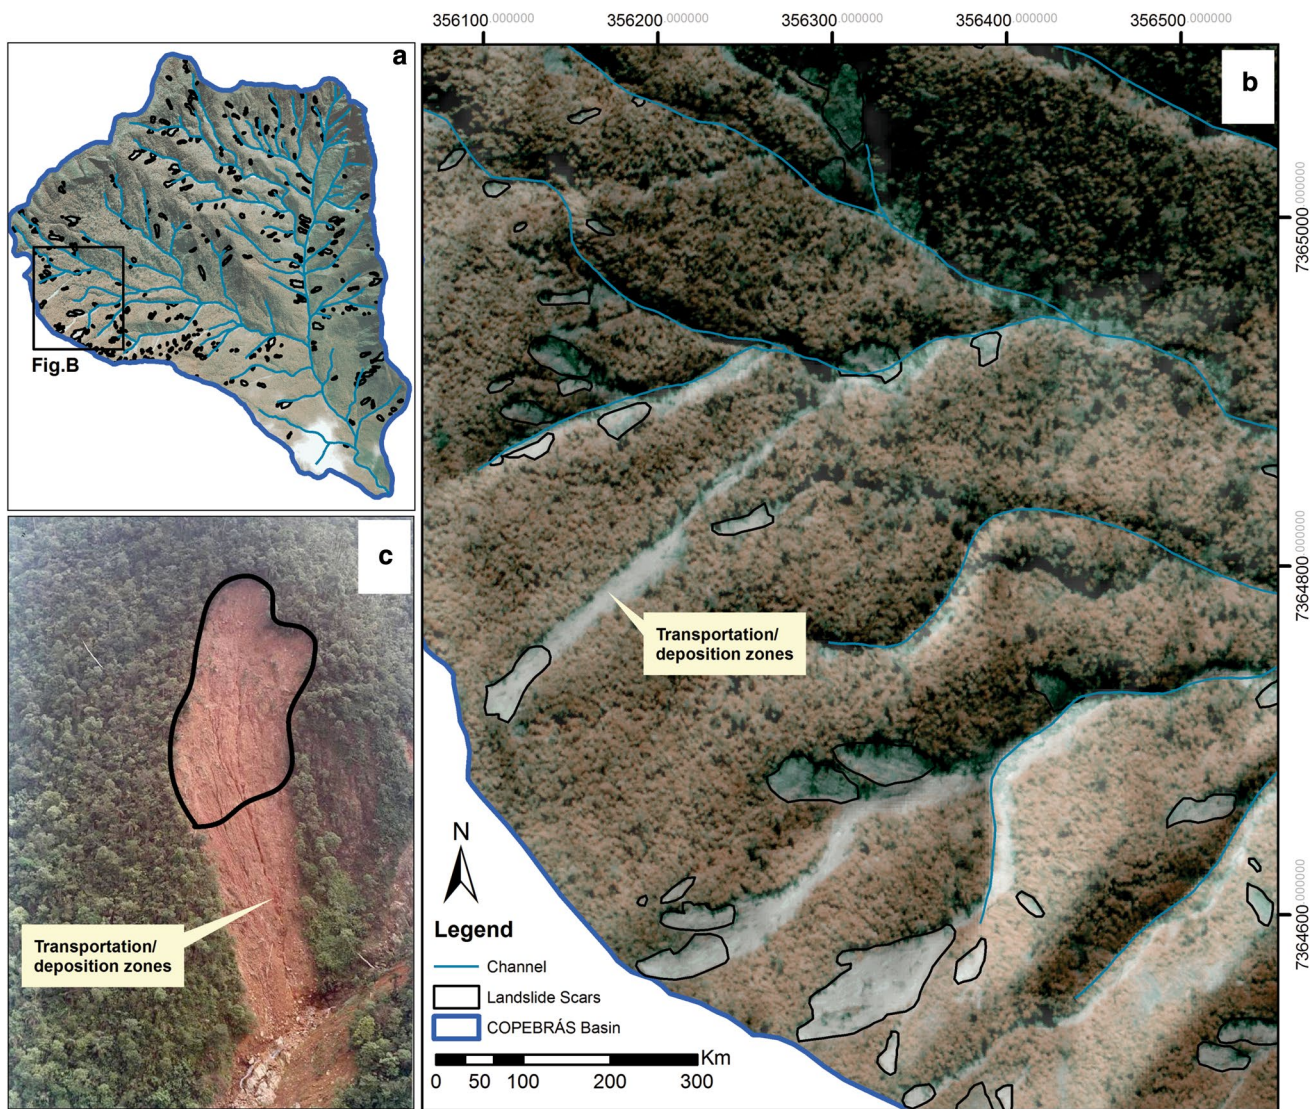 356100.000000 356200.000000 356300.000000 356400.000000 356500.000000
a
Fig.B
b
7365000.000000
7364800.000000
7364600.000000
Transportation/
deposition zones
c
Transportation/
deposition zones
N
Legend
Channel
Landslide Scars
COPEBRÁS Basin
Km
0 50 100 200 300